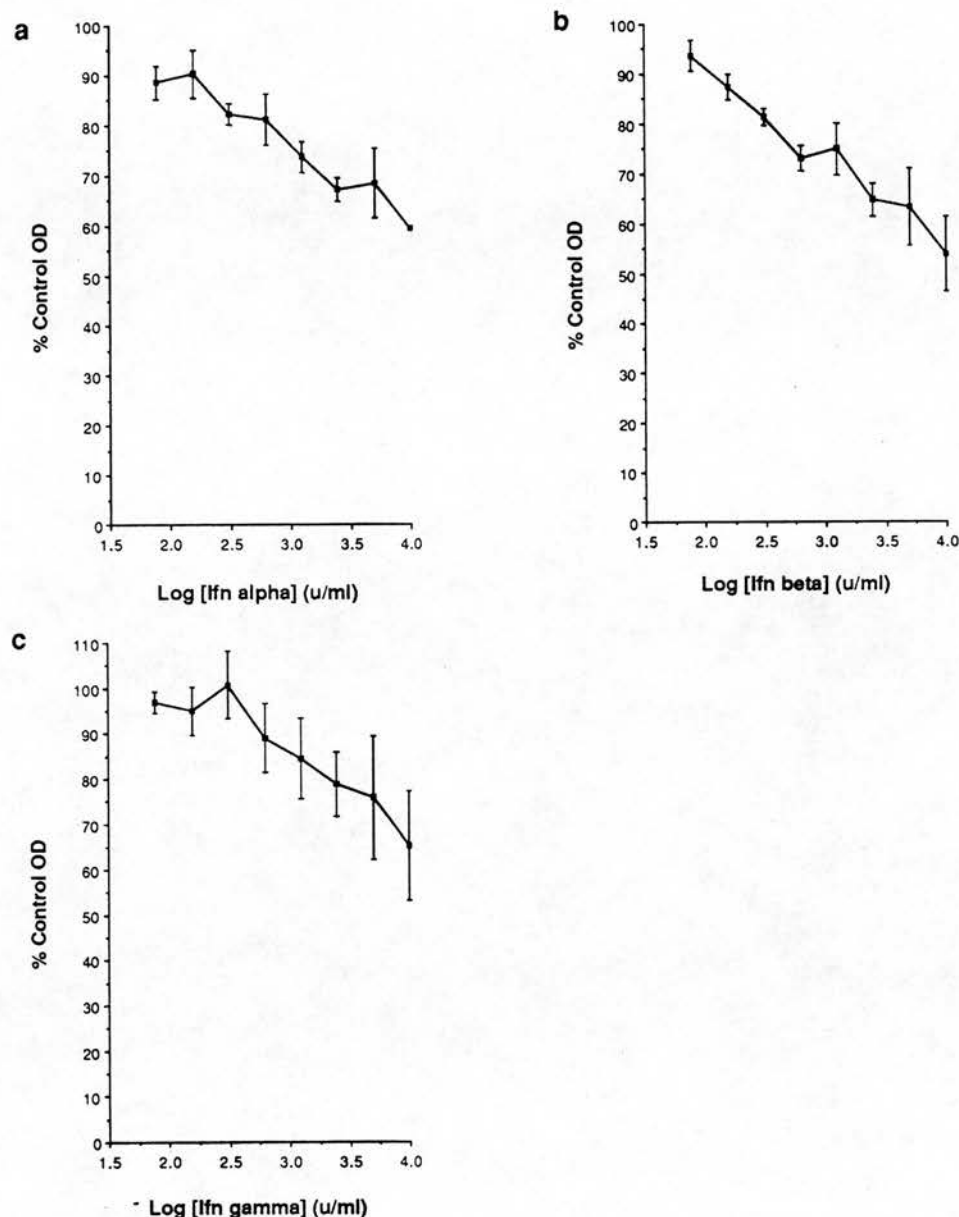 a
100
90
80
70
60
50
40
30
20
10
0
% Control OD
1.5 2.0 2.5 3.0 3.5 4.0
Log [Ifn alpha] (u/ml)
b
100
90
80
70
60
50
40
30
20
10
0
% Control OD
1.5 2.0 2.5 3.0 3.5 4.0
Log [Ifn beta] (u/ml)
c
110
100
90
80
70
60
50
40
30
20
10
0
% Control OD
1.5 2.0 2.5 3.0 3.5 4.0
Log [Ifn gamma] (u/ml)